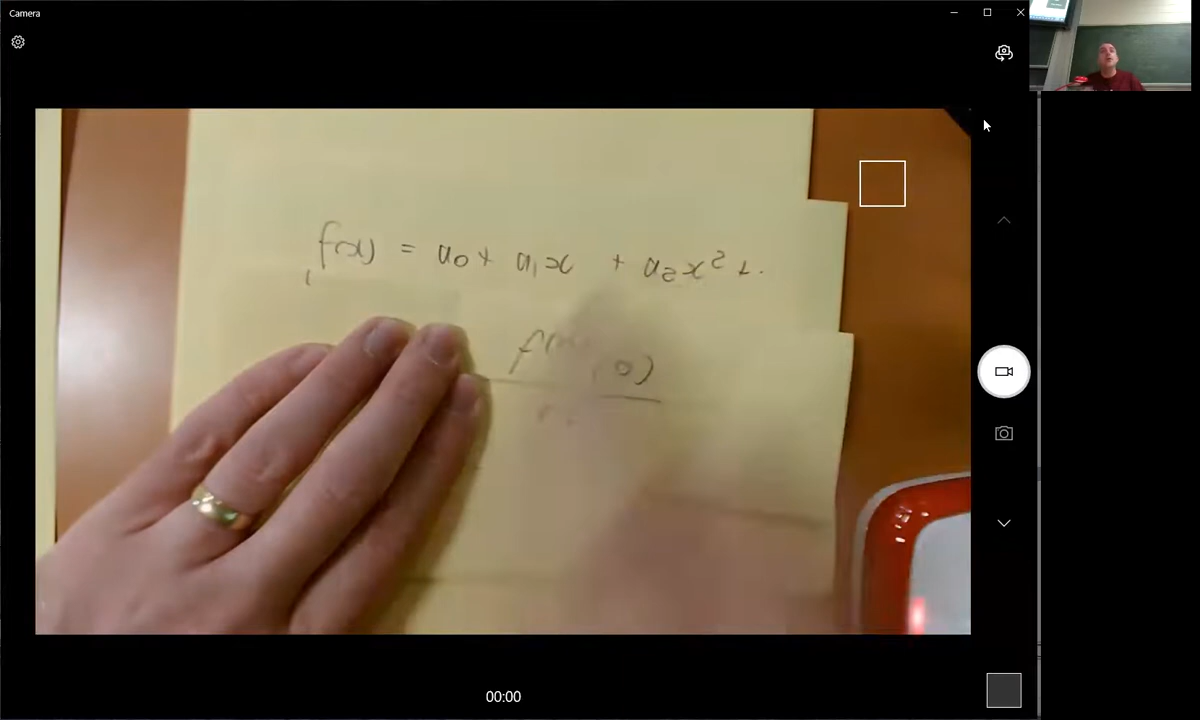 Camera
f(x) = a₀ + a₁x + a₂x² + ..
(0)
00:00